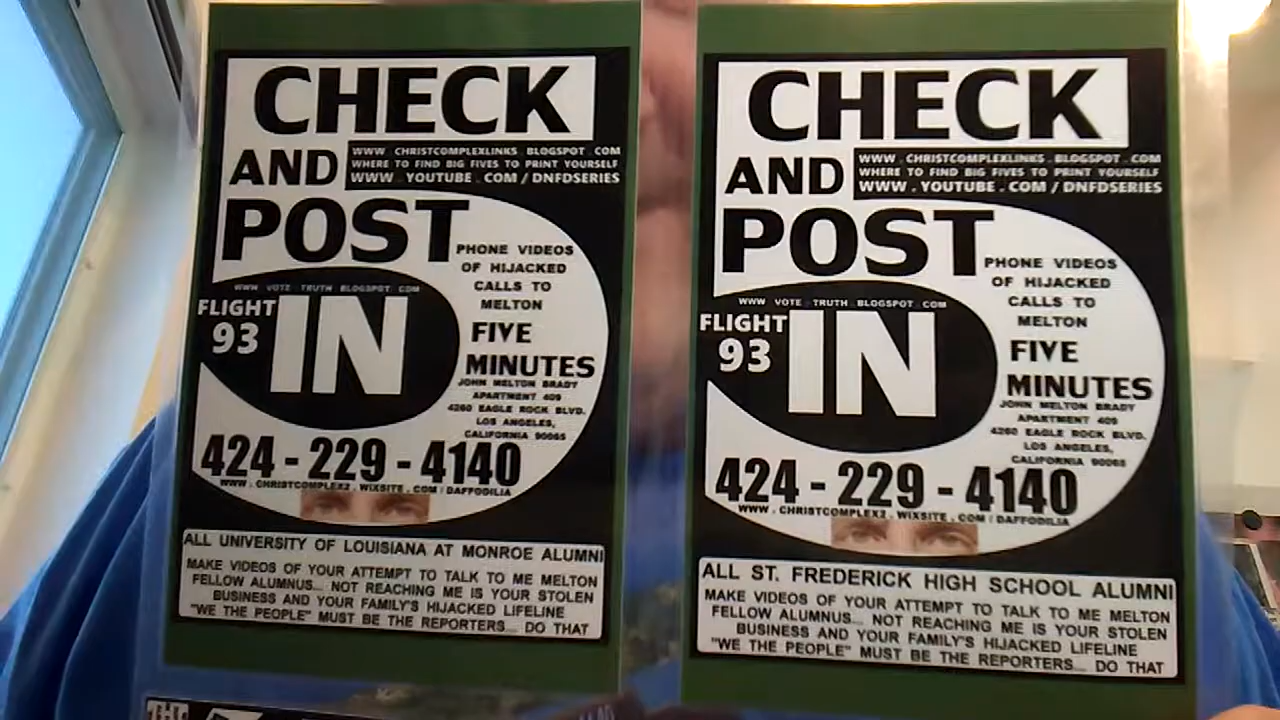 CHECK
AND
WWW . CHRISTCOMPLEXLINKS . BLOGSPOT . COM
WHERE TO FIND BIG FIVES TO PRINT YOURSELF
WWW . YOUTUBE . COM / DNFDSERIES
POST
PHONE VIDEOS
OF HIJACKED
CALLS TO
MELTON
WWW VOTE TRUTH BLOGSPOT COM
FLIGHT
93
IN
FIVE
MINUTES
JOHN MELTON BRADY
APARTMENT 409
4260 EAGLE ROCK BLVD.
LOS ANGELES,
CALIFORNIA 90065
424 - 229 - 4140
WWW . CHRISTCOMPLEX2 . WIXSITE . COM / DAFFODILIA
ALL UNIVERSITY OF LOUISIANA AT MONROE ALUMNI
MAKE VIDEOS OF YOUR ATTEMPT TO TALK TO ME MELTON
FELLOW ALUMNUS... NOT REACHING ME IS YOUR STOLEN
BUSINESS AND YOUR FAMILY'S HIJACKED LIFELINE
"WE THE PEOPLE" MUST BE THE REPORTERS... DO THAT
CHECK
AND
WWW . CHRISTCOMPLEXLINKS . BLOGSPOT . COM
WHERE TO FIND BIG FIVES TO PRINT YOURSELF
WWW . YOUTUBE . COM / DNFDSERIES
POST
PHONE VIDEOS
OF HIJACKED
CALLS TO
MELTON
WWW VOTE TRUTH BLOGSPOT COM
FLIGHT
93
IN
FIVE
MINUTES
JOHN MELTON BRADY
APARTMENT 409
4260 EAGLE ROCK BLVD.
LOS ANGELES,
CALIFORNIA 90065
424 - 229 - 4140
WWW . CHRISTCOMPLEX2 . WIXSITE . COM / DAFFODILIA
ALL ST. FREDERICK HIGH SCHOOL ALUMNI
MAKE VIDEOS OF YOUR ATTEMPT TO TALK TO ME MELTON
FELLOW ALUMNUS... NOT REACHING ME IS YOUR STOLEN
BUSINESS AND YOUR FAMILY'S HIJACKED LIFELINE
"WE THE PEOPLE" MUST BE THE REPORTERS... DO THAT